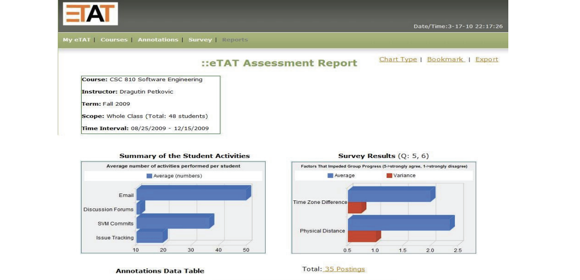 eTAT
Date/Time:3-17-10 22:17:26
My eTAT | Courses | Annotations | Survey | Reports
Chart Type | Bookmark | Export
::eTAT Assessment Report
Course: CSC 810 Software Engineering
Instructor: Dragutin Petkovic
Term: Fall 2009
Scope: Whole Class (Total: 48 students)
Time Interval: 08/25/2009 - 12/15/2009
Summary of the Student Activities
Average number of activities performed per student
Average (numbers)
Email
Discussion Forums
SVM Commits
Issue Tracking
10 20 30 40 50
Survey Results (Q: 5, 6)
Factors That Impeded Group Progress (5=strongly agree, 1=strongly disagree)
Average Variance
Time Zone Difference
Physical Distance
0.5 1.0 1.5 2.0 2.5
Annotations Data Table
Total: 35 Postings